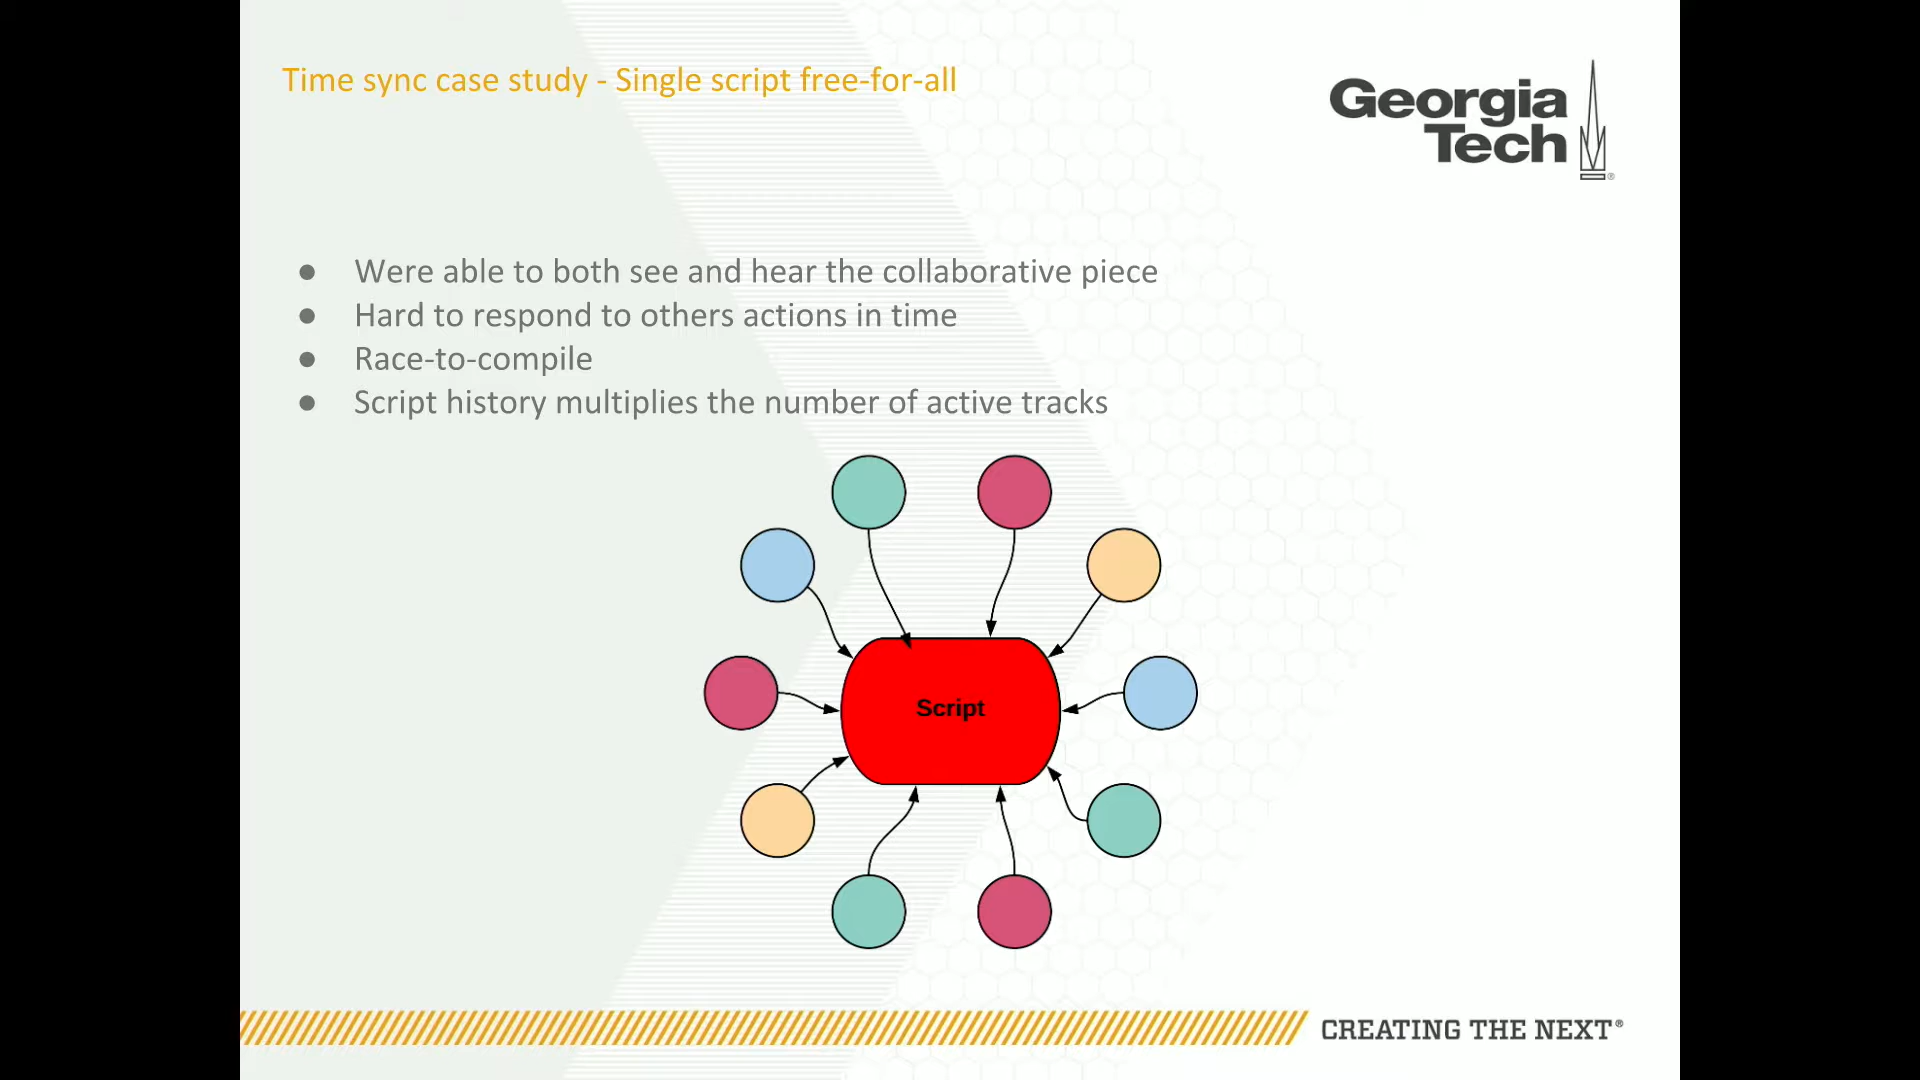 Time sync case study - Single script free-for-all
Georgia
Tech
®
● Were able to both see and hear the collaborative piece
● Hard to respond to others actions in time
● Race-to-compile
● Script history multiplies the number of active tracks
Script
CREATING THE NEXT®